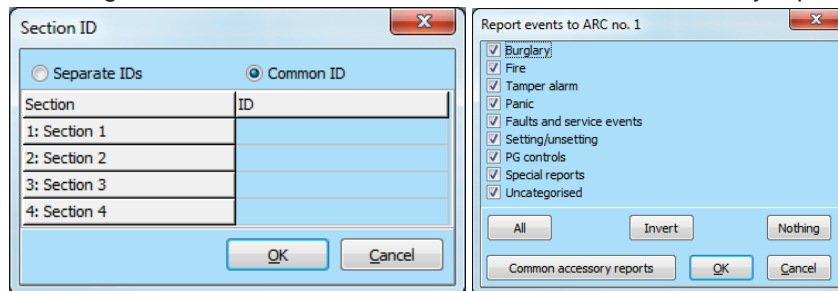 Section ID
Separate IDs Common ID
Section ID
1: Section 1
2: Section 2
3: Section 3
4: Section 4
OK Cancel
Report events to ARC no. 1
Burglary
Fire
Tamper alarm
Panic
Faults and service events
Setting/unsetting
PG controls
Special reports
Uncategorised
All Invert Nothing
Common accessory reports OK Cancel